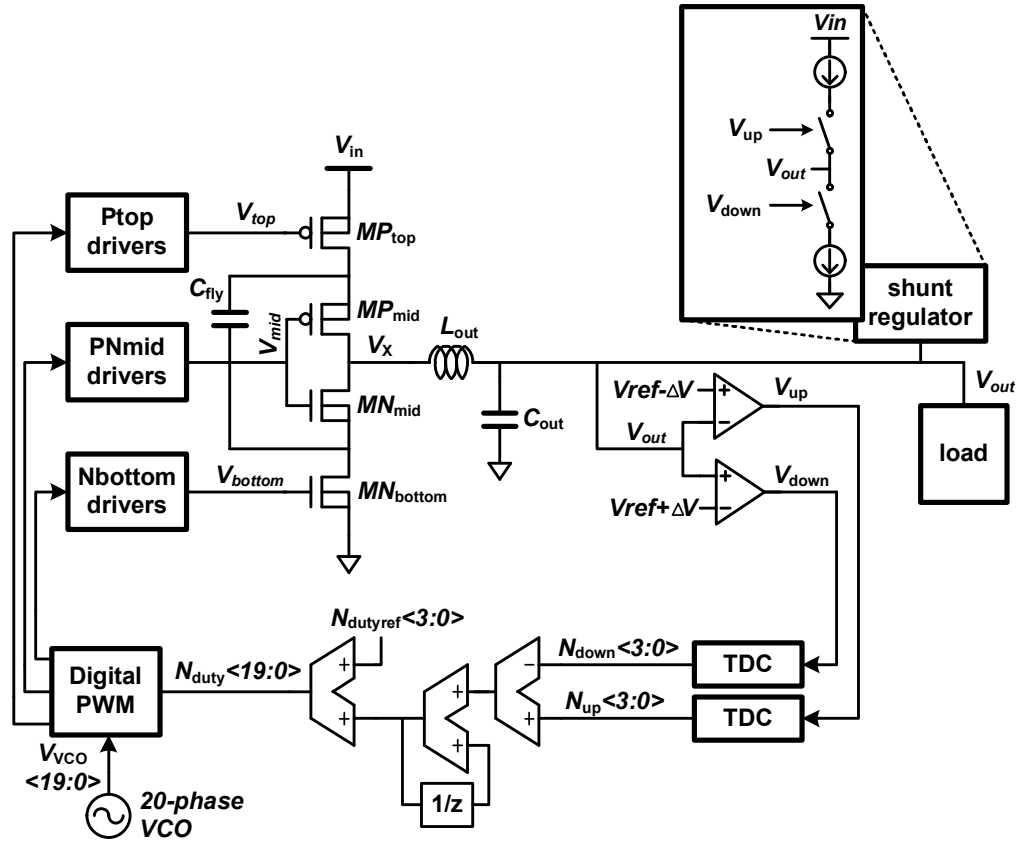 Vin
Vup
Vout
Vdown
Vin
Ptop
drivers
Vtop
MPtop
Cfly
MPmid
shunt
regulator
PNmid
drivers
Vmid
VX
Lout
MNmid
Cout
Vref-ΔV
Vup
Vout
Vout
load
Nbottom
drivers
Vbottom
MNbottom
Vdown
Vref+ΔV
Ndutyref<3:0>
Digital
PWM
Nduty<19:0>
Ndown<3:0>
TDC
Nup<3:0>
TDC
VVCO
<19:0>
1/z
20-phase
VCO